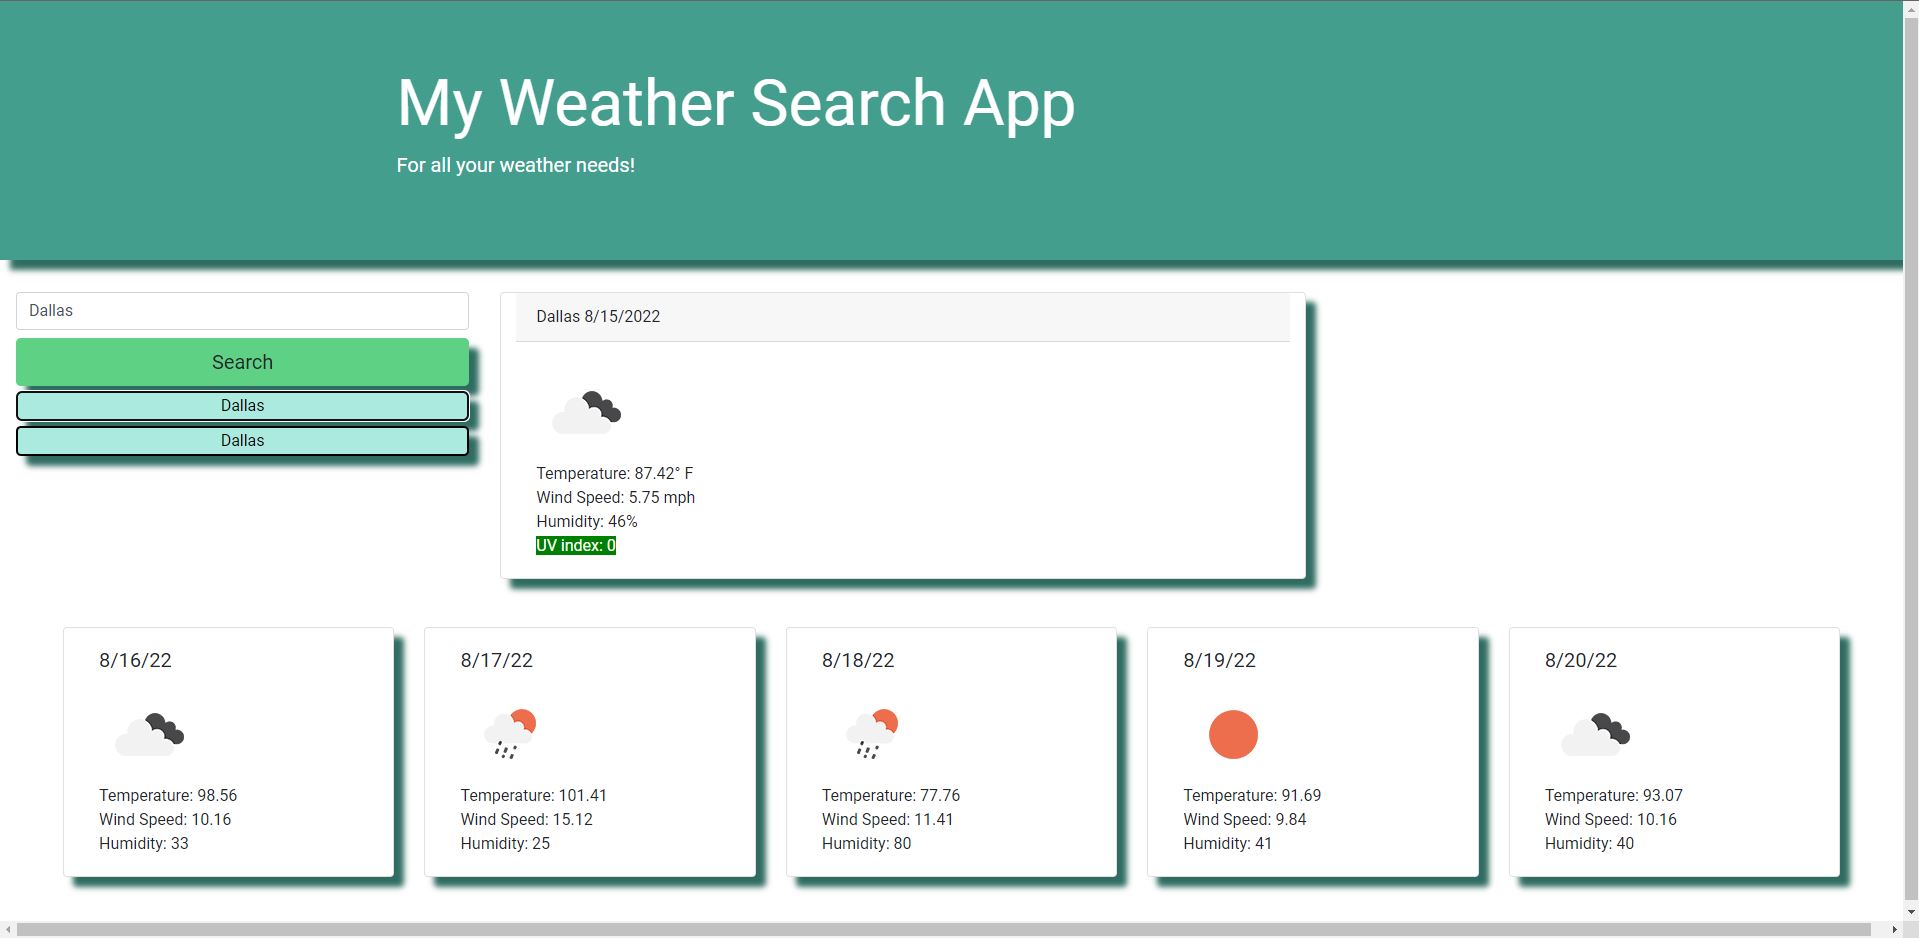 My Weather Search App
For all your weather needs!
Dallas
Search
Dallas
Dallas
Dallas 8/15/2022
Temperature: 87.42° F
Wind Speed: 5.75 mph
Humidity: 46%
UV index: 0
8/16/22
Temperature: 98.56
Wind Speed: 10.16
Humidity: 33
8/17/22
Temperature: 101.41
Wind Speed: 15.12
Humidity: 25
8/18/22
Temperature: 77.76
Wind Speed: 11.41
Humidity: 80
8/19/22
Temperature: 91.69
Wind Speed: 9.84
Humidity: 41
8/20/22
Temperature: 93.07
Wind Speed: 10.16
Humidity: 40